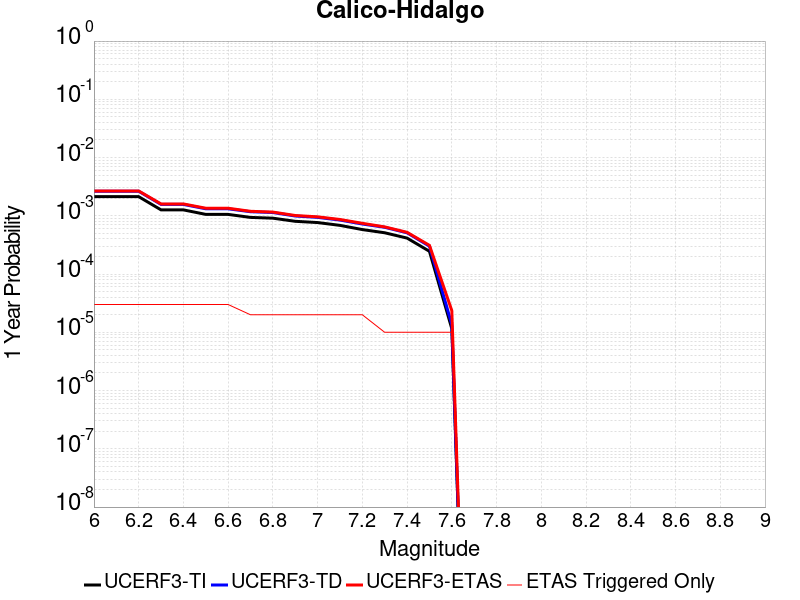 Calico-Hidalgo
10^0
10^-1
10^-2
10^-3
10^-4
10^-5
10^-6
10^-7
10^-8
1 Year Probability
6 6.2 6.4 6.6 6.8 7 7.2 7.4 7.6 7.8 8 8.2 8.4 8.6 8.8 9
Magnitude
UCERF3-TI UCERF3-TD UCERF3-ETAS ETAS Triggered Only